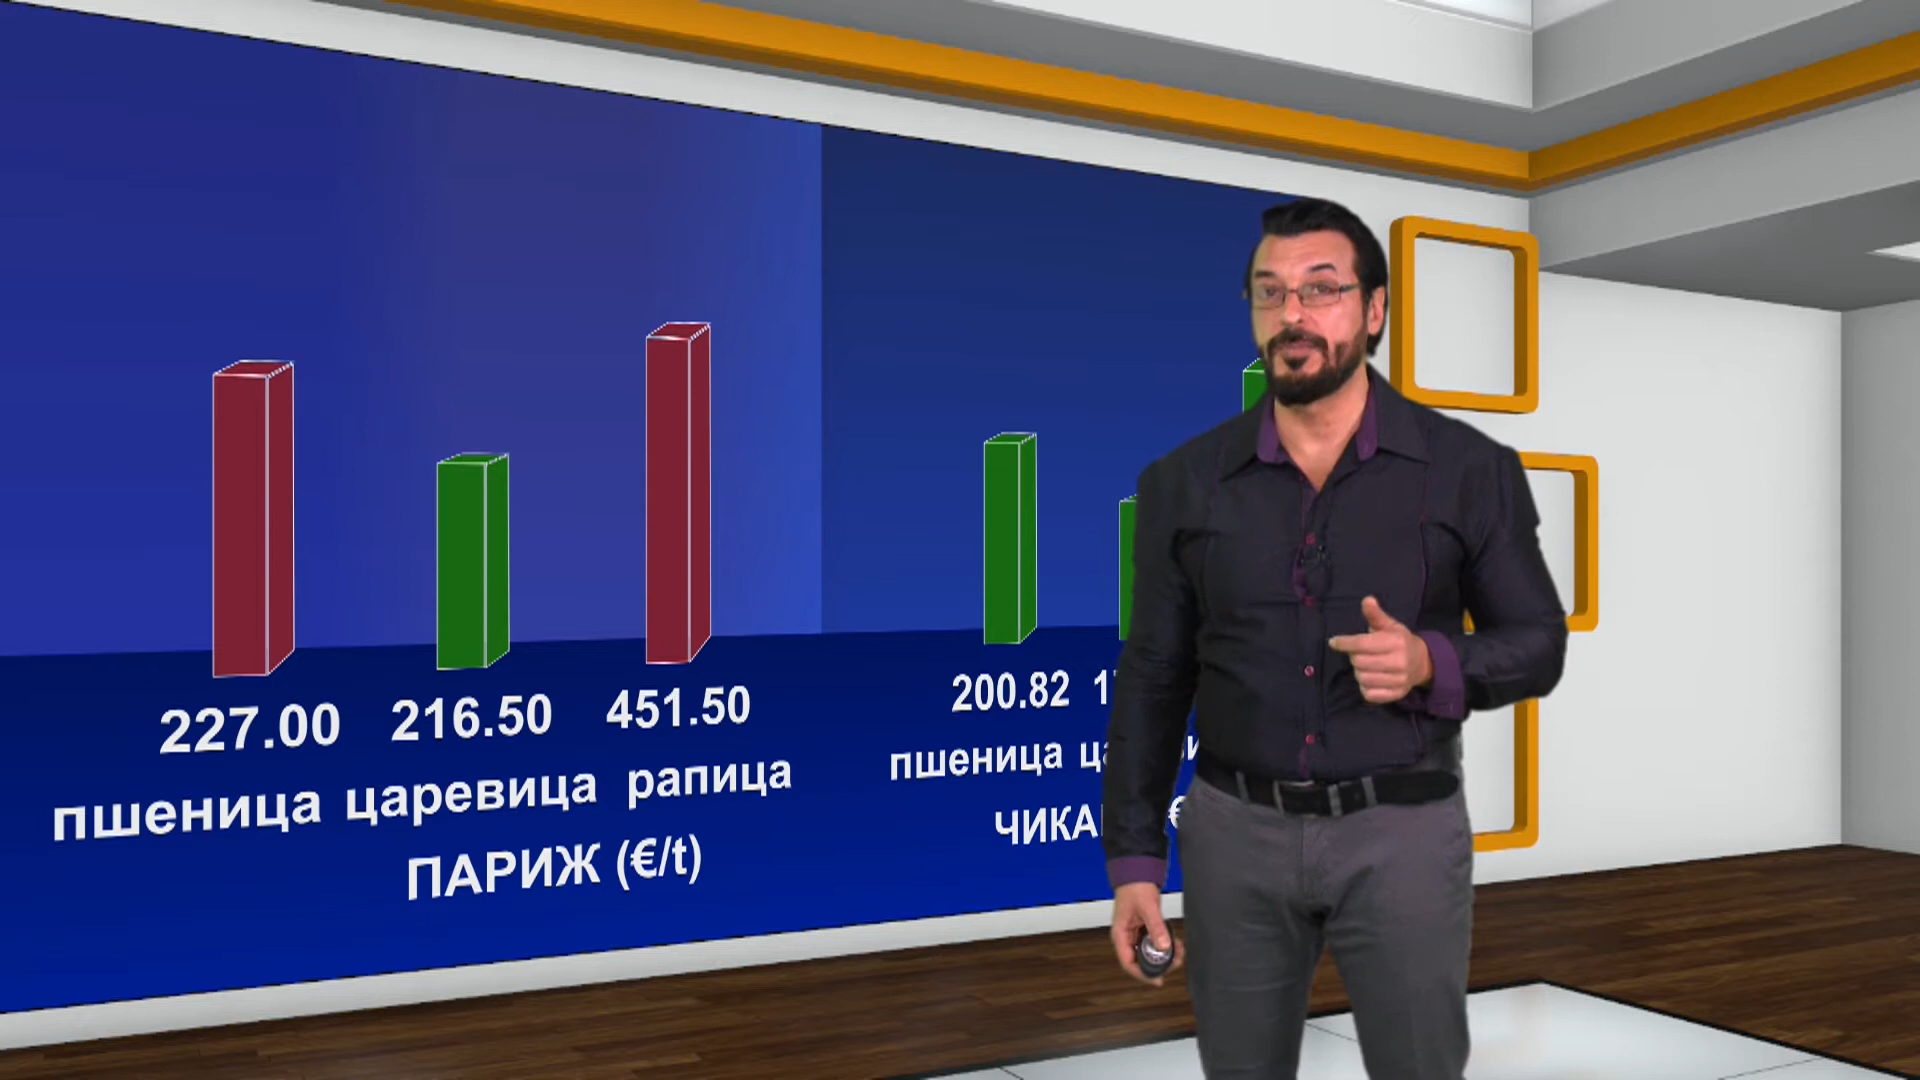 227.00 216.50 451.50
пшеница царевица рапица
ПАРИЖ (€/t)
200.82
пшеница